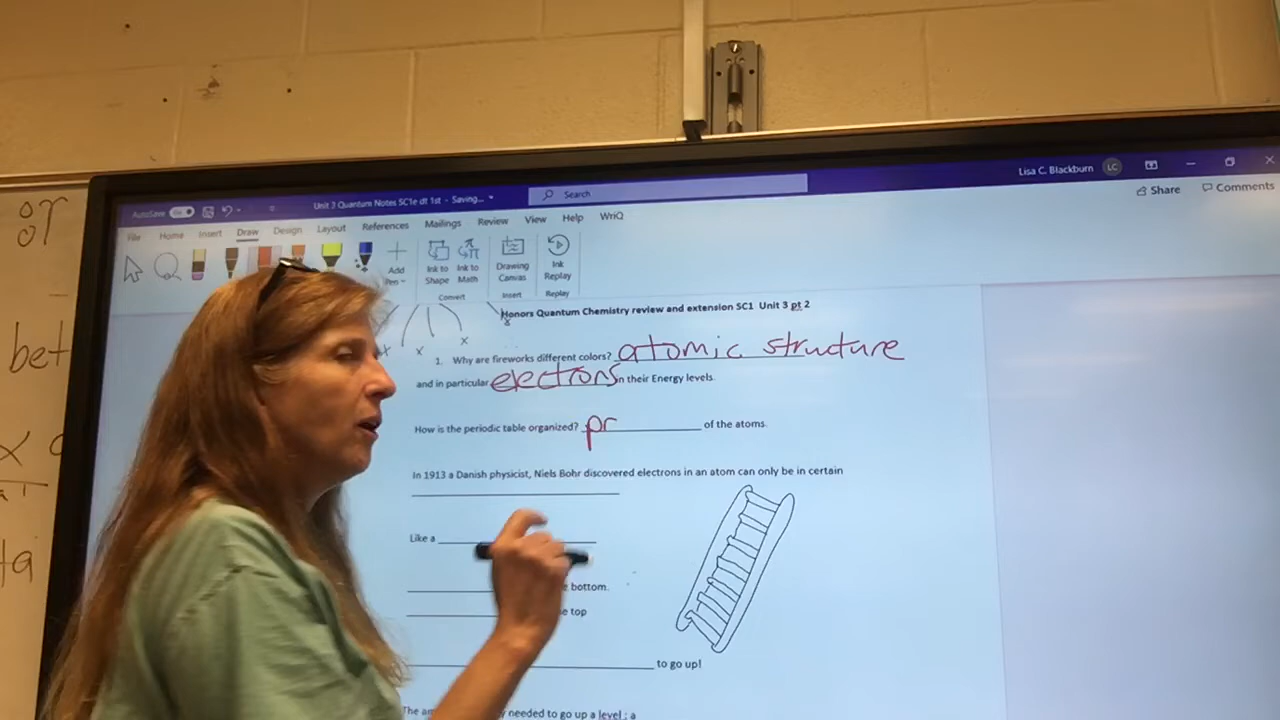 or
bet
AutoSave On Unit 3 Quantum Notes SC1e dt 1st - Saving... Search Lisa C. Blackburn LC
File Home Insert Draw Design Layout References Mailings Review View Help WriQ Share Comments
Add Pen Ink to Shape Ink to Math Drawing Canvas Ink Replay
Convert Insert Replay
Honors Quantum Chemistry review and extension SC1 Unit 3 pt 2
x x x
1. Why are fireworks different colors? atomic structure
and in particular electrons in their Energy levels.
How is the periodic table organized? pr of the atoms.
In 1913 a Danish physicist, Niels Bohr discovered electrons in an atom can only be in certain
Like a
bottom.
top
to go up!
The needed to go up a level : a